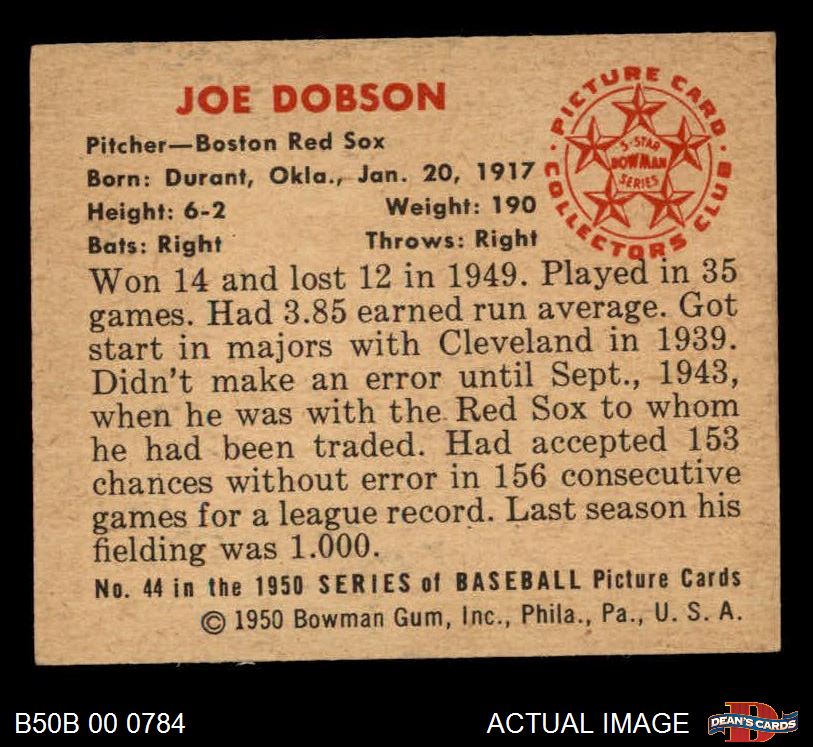 JOE DOBSON
PICTURE CARD
COLLECTORS CLUB
5-STAR
BOWMAN
SERIES
Pitcher—Boston Red Sox
Born: Durant, Okla., Jan. 20, 1917
Height: 6-2 Weight: 190
Bats: Right Throws: Right
Won 14 and lost 12 in 1949. Played in 35
games. Had 3.85 earned run average. Got
start in majors with Cleveland in 1939.
Didn't make an error until Sept., 1943,
when he was with the Red Sox to whom
he had been traded. Had accepted 153
chances without error in 156 consecutive
games for a league record. Last season his
fielding was 1.000.
No. 44 in the 1950 SERIES of BASEBALL Picture Cards
© 1950 Bowman Gum, Inc., Phila., Pa., U. S. A.
B50B 00 0784 ACTUAL IMAGE
D
DEAN'S CARDS